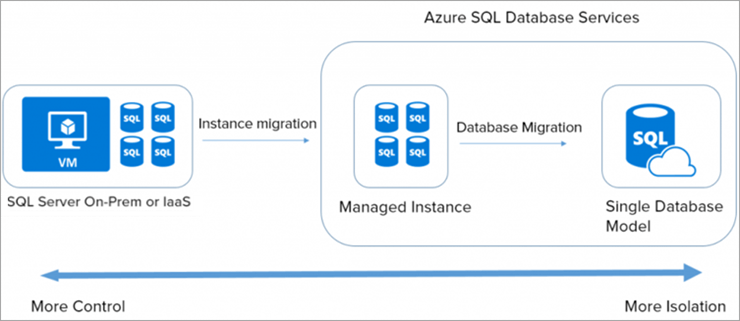 Azure SQL Database Services
VM
SQL SQL
SQL SQL
SQL Server On-Prem or IaaS
Instance migration
SQL SQL
SQL SQL
Managed Instance
Database Migration
SQL
Single Database
Model
More Control
More Isolation